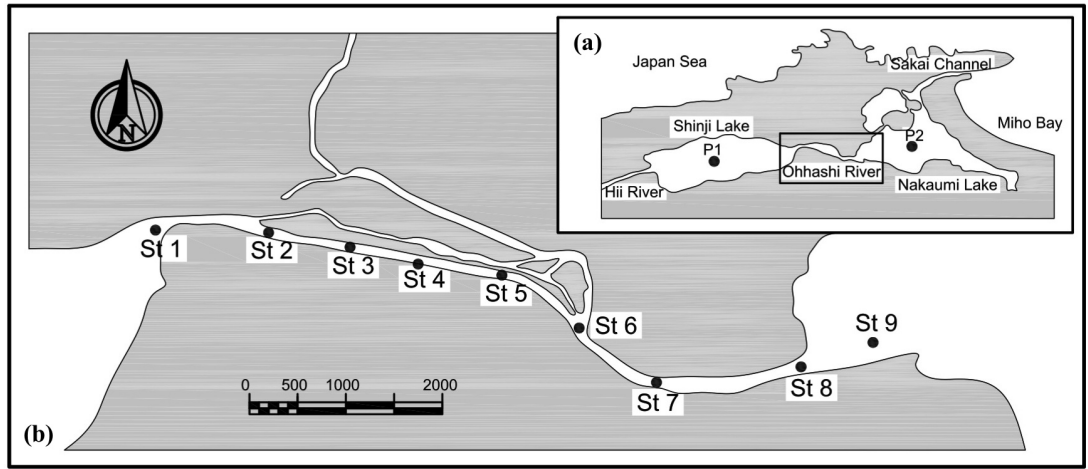 (a)
Japan Sea
Sakai Channel
Shinji Lake
P1
P2
Miho Bay
Ohhashi River
Hii River
Nakaumi Lake
N
St 1
St 2
St 3
St 4
St 5
St 6
St 7
St 8
St 9
0 500 1000 2000
(b)